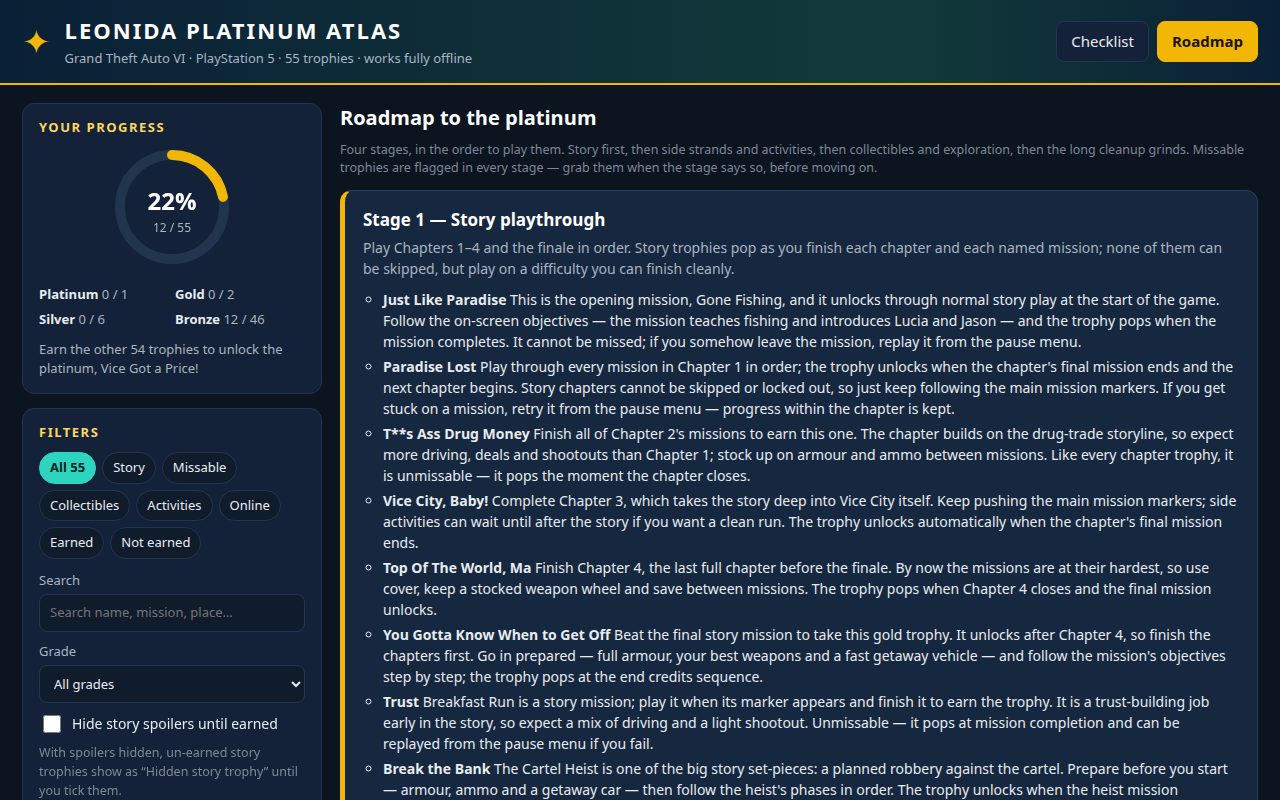 LEONIDA PLATINUM ATLAS
Grand Theft Auto VI · PlayStation 5 · 55 trophies · works fully offline
Checklist
Roadmap
YOUR PROGRESS
22%
12 / 55
Platinum 0 / 1
Gold 0 / 2
Silver 0 / 6
Bronze 12 / 46
Earn the other 54 trophies to unlock the
platinum, Vice Got a Price!
FILTERS
All 55
Story
Missable
Collectibles
Activities
Online
Earned
Not earned
Search
Search name, mission, place…
Grade
All grades
Hide story spoilers until earned
With spoilers hidden, un-earned story
trophies show as “Hidden story trophy” until
you tick them.
Roadmap to the platinum
Four stages, in the order to play them. Story first, then side strands and activities, then collectibles and exploration, then the long cleanup grinds. Missable
trophies are flagged in every stage — grab them when the stage says so, before moving on.
Stage 1 — Story playthrough
Play Chapters 1–4 and the finale in order. Story trophies pop as you finish each chapter and each named mission; none of them can
be skipped, but play on a difficulty you can finish cleanly.
Just Like Paradise This is the opening mission, Gone Fishing, and it unlocks through normal story play at the start of the game.
Follow the on-screen objectives — the mission teaches fishing and introduces Lucia and Jason — and the trophy pops when the
mission completes. It cannot be missed; if you somehow leave the mission, replay it from the pause menu.
Paradise Lost Play through every mission in Chapter 1 in order; the trophy unlocks when the chapter's final mission ends and the
next chapter begins. Story chapters cannot be skipped or locked out, so just keep following the main mission markers. If you get
stuck on a mission, retry it from the pause menu — progress within the chapter is kept.
T**s Ass Drug Money Finish all of Chapter 2's missions to earn this one. The chapter builds on the drug-trade storyline, so expect
more driving, deals and shootouts than Chapter 1; stock up on armour and ammo between missions. Like every chapter trophy, it
is unmissable — it pops the moment the chapter closes.
Vice City, Baby! Complete Chapter 3, which takes the story deep into Vice City itself. Keep pushing the main mission markers; side
activities can wait until after the story if you want a clean run. The trophy unlocks automatically when the chapter's final mission
ends.
Top Of The World, Ma Finish Chapter 4, the last full chapter before the finale. By now the missions are at their hardest, so use
cover, keep a stocked weapon wheel and save between missions. The trophy pops when Chapter 4 closes and the final mission
unlocks.
You Gotta Know When to Get Off Beat the final story mission to take this gold trophy. It unlocks after Chapter 4, so finish the
chapters first. Go in prepared — full armour, your best weapons and a fast getaway vehicle — and follow the mission's objectives
step by step; the trophy pops at the end credits sequence.
Trust Breakfast Run is a story mission; play it when its marker appears and finish it to earn the trophy. It is a trust-building job
early in the story, so expect a mix of driving and a light shootout. Unmissable — it pops at mission completion and can be
replayed from the pause menu if you fail.
Break the Bank The Cartel Heist is one of the big story set-pieces: a planned robbery against the cartel. Prepare before you start
— armour, ammo and a getaway car — then follow the heist's phases in order. The trophy unlocks when the heist mission